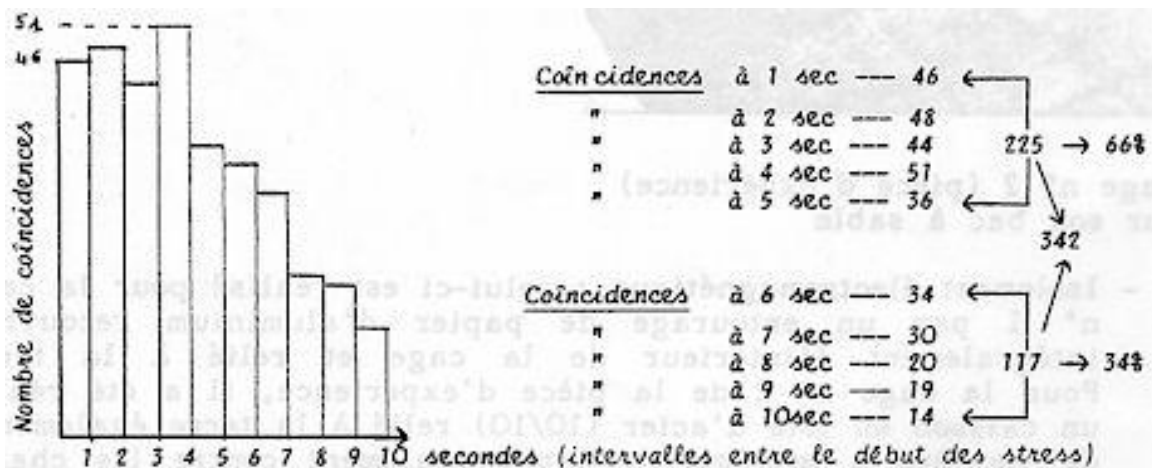 51
46
Nombre de coïncidences
1 2 3 4 5 6 7 8 9 10 secondes (intervalles entre le début des stress)
Coïncidences à 1 sec --- 46
" à 2 sec --- 48
" à 3 sec --- 44 225 → 66%
" à 4 sec --- 51
" à 5 sec --- 36
342
Coïncidences à 6 sec --- 34
" à 7 sec --- 30
" à 8 sec --- 20 117 → 34%
" à 9 sec --- 19
" à 10 sec --- 14